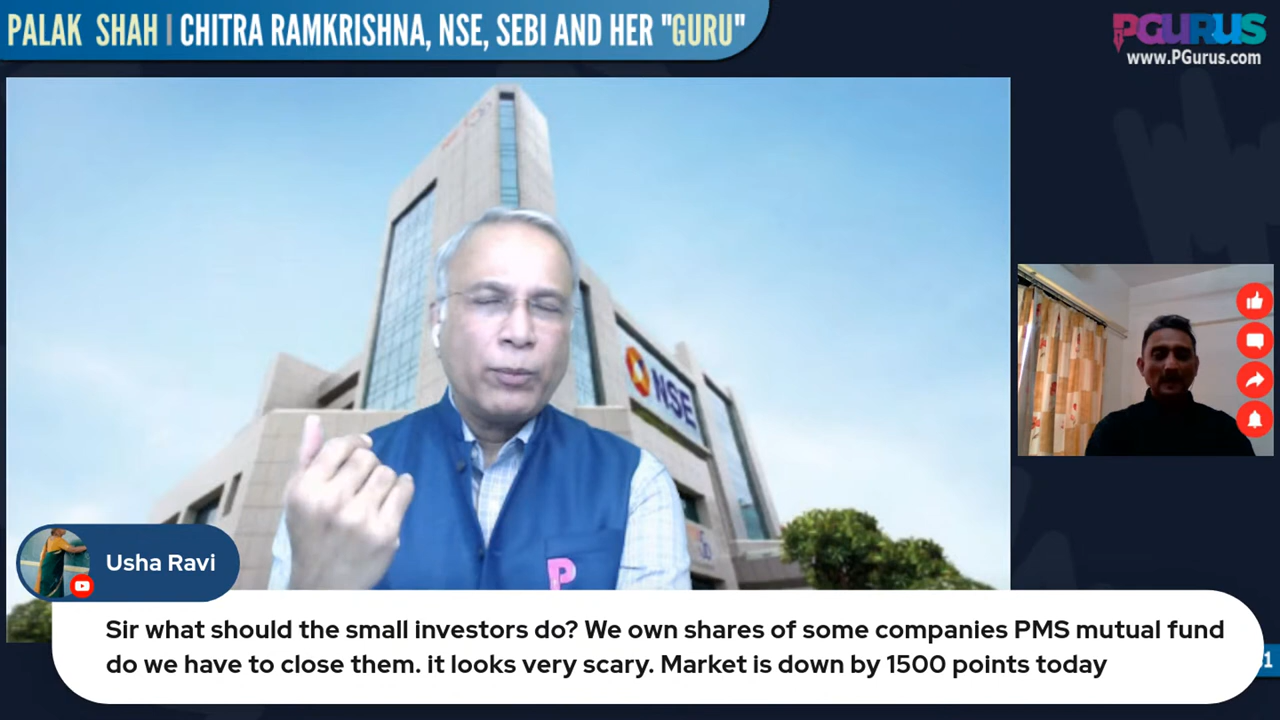 PALAK SHAH | CHITRA RAMKRISHNA, NSE, SEBI AND HER "GURU"
PGURUS
www.PGurus.com
NSE
P
Usha Ravi
Sir what should the small investors do? We own shares of some companies PMS mutual fund
do we have to close them. it looks very scary. Market is down by 1500 points today
1